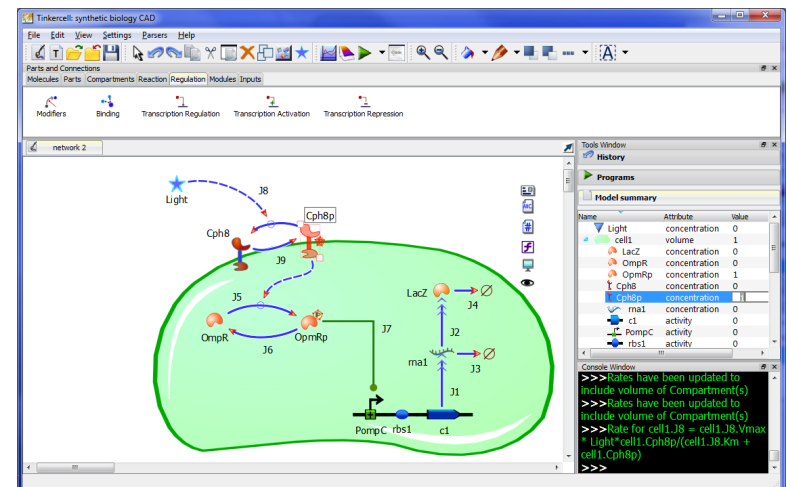 Tinkercell: synthetic biology CAD
File Edit View Settings Parsers Help
Parts and Connections
Molecules Parts Compartments Reaction Regulation Modules Inputs
Modifiers Binding Transcription Regulation Transcription Activation Transcription Repression
network 2
Light
J8
Cph8p
Cph8
J9
J5
OmpR
OpmRp
J6
J7
LacZ
J4
J2
rna1
J3
J1
PompC rbs1 c1
Tools Window
History
Programs
Model summary
Name Attribute Value
Light concentration 0
cell1 volume 1
LacZ concentration 0
OmpR concentration 0
OpmRp concentration 1
Cph8 concentration 0
Cph8p concentration
rna1 concentration 0
c1 activity 0
PompC activity 0
rbs1 activity 0
Console Window
>>>Rates have been updated to
include volume of Compartment(s)
>>>Rates have been updated to
include volume of Compartment(s)
>>>Rate for cell1.J8 = cell1.J8.Vmax
* Light*cell1.Cph8p/(cell1.J8.Km +
cell1.Cph8p)
>>>